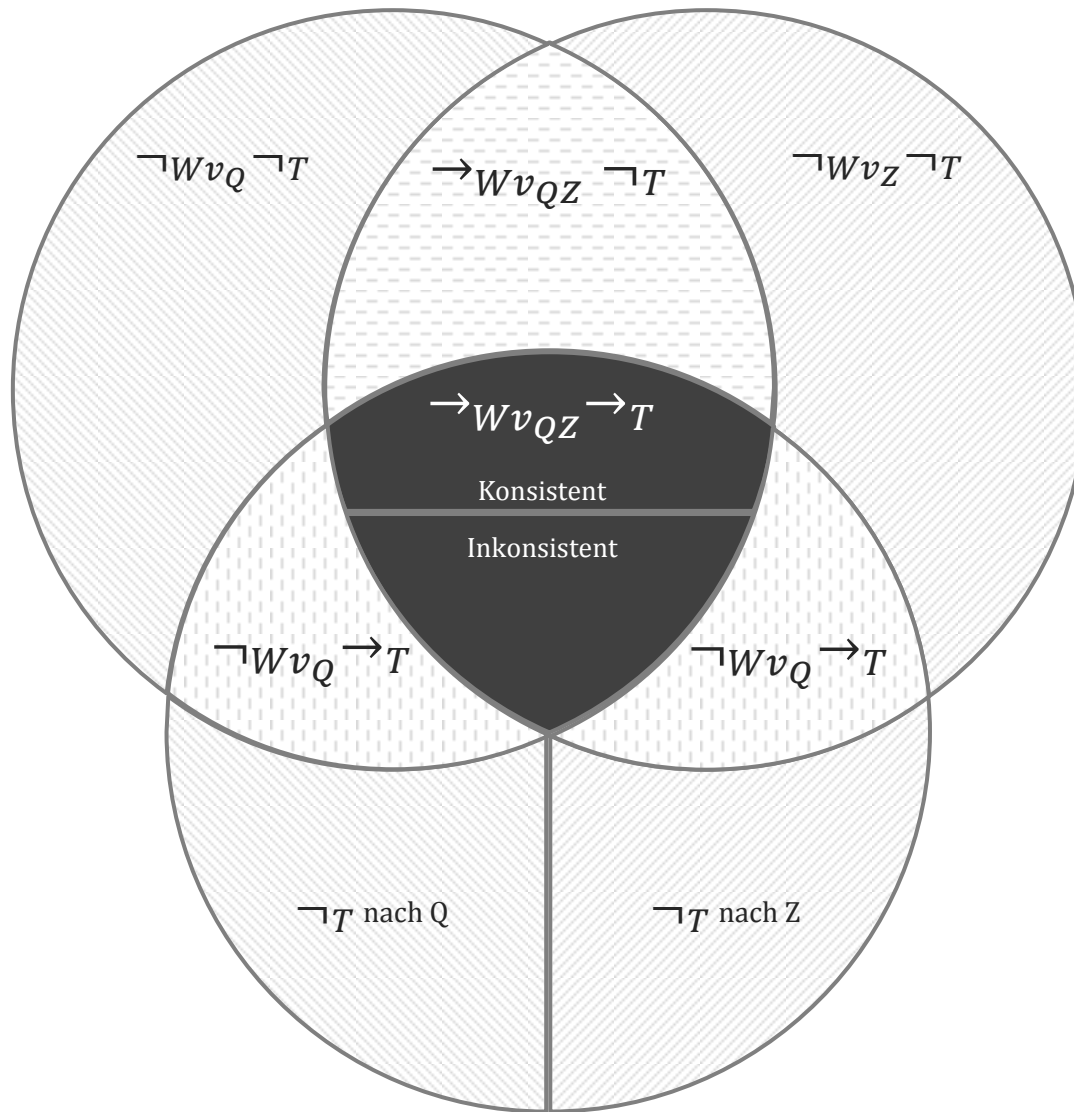 ¬Wv_Q ¬T
→Wv_QZ ¬T
¬Wv_Z ¬T
→Wv_QZ →T
Konsistent
Inkonsistent
¬Wv_Q →T
¬Wv_Q →T
¬T nach Q
¬T nach Z